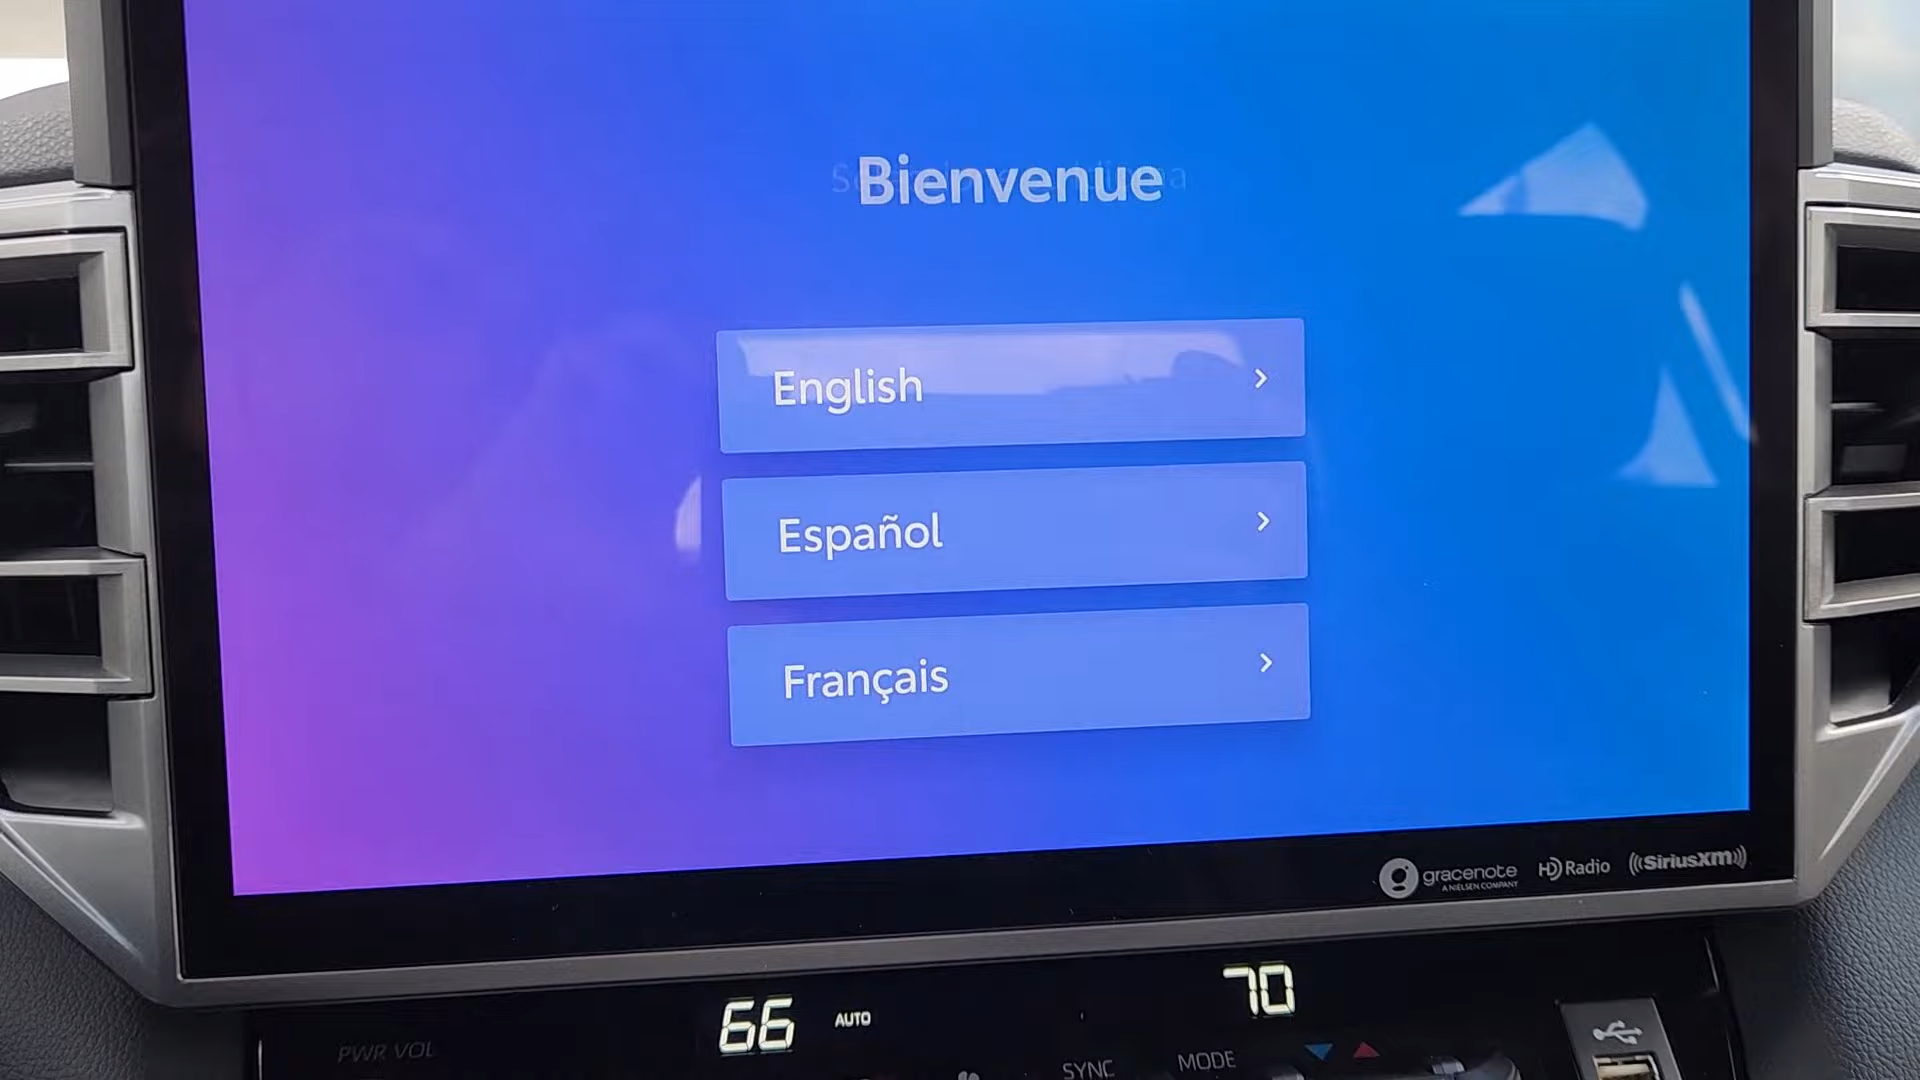 Bienvenue
English
Español
Français
gracenote
A NIELSEN COMPANY
HD Radio
SiriusXM
66 AUTO
70
PWR VOL
SYNC
MODE